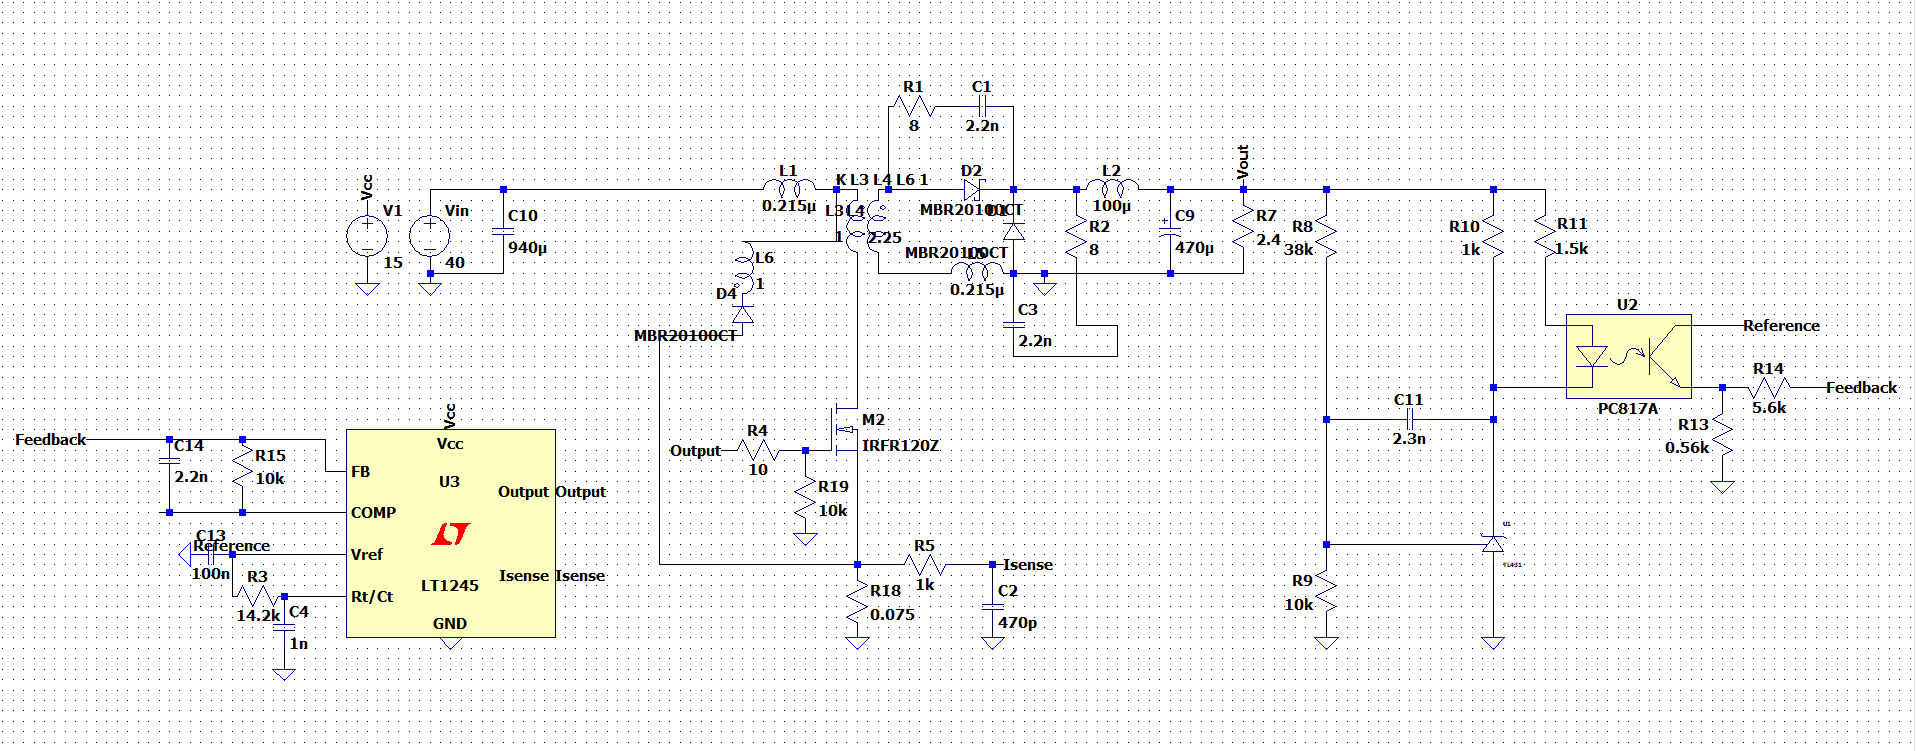 R1
8
C1
2.2n
Vcc
V1
15
Vin
40
C10
940µ
L1
0.215µ
K L3 L4 L6 1
L3
1
L4
2.25
D2
MBR20100CT
MBR20100CT
L2
100µ
Vout
C9
470µ
R7
2.4
R8
38k
R10
1k
R11
1.5k
R2
8
0.215µ
L6
1
D4
MBR20100CT
C3
2.2n
U2
PC817A
Reference
R14
5.6k
Feedback
R13
0.56k
C11
2.3n
M2
IRFR120Z
Output
R4
10
R19
10k
R5
1k
Isense
R18
0.075
C2
470p
R9
10k
U1
TL431
Feedback
C14
2.2n
R15
10k
C13
Reference
100n
R3
14.2k
C4
1n
Vcc
Vcc
FB
U3
Output Output
COMP
Vref
Isense Isense
LT1245
Rt/Ct
GND